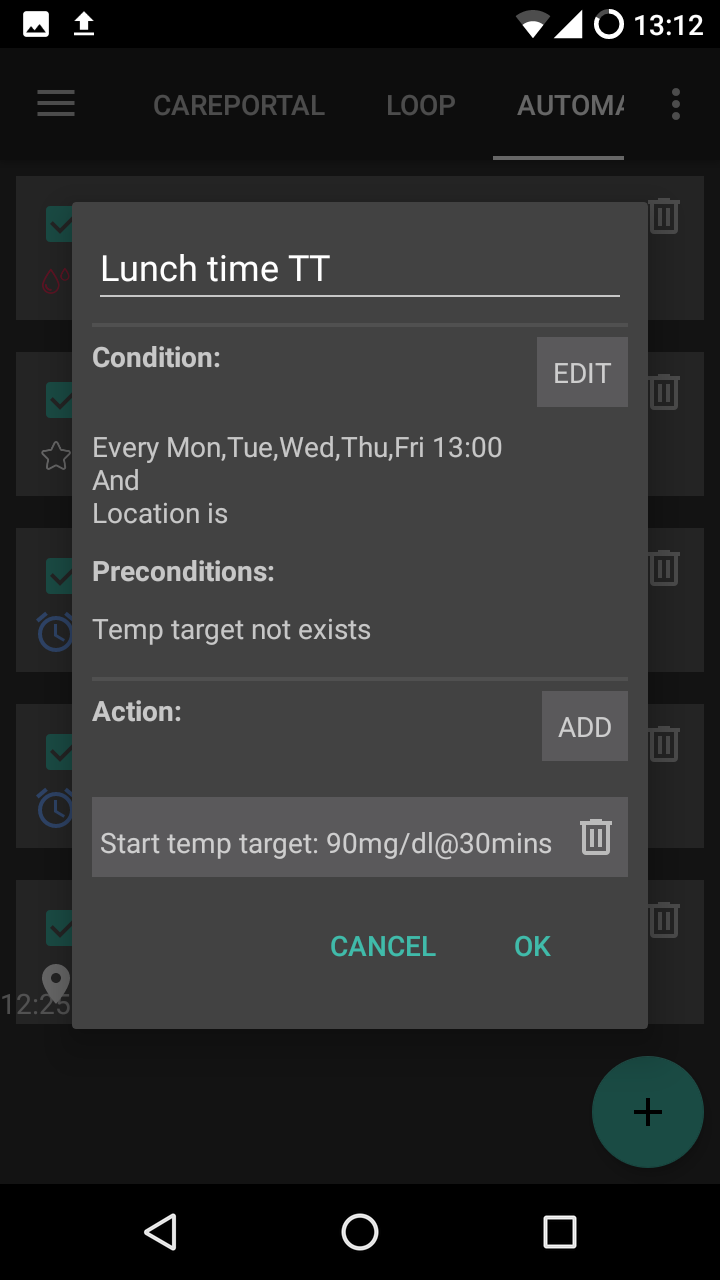 13:12
CAREPORTAL LOOP AUTOMA
Lunch time TT
Condition:
EDIT
Every Mon,Tue,Wed,Thu,Fri 13:00
And
Location is
Preconditions:
Temp target not exists
Action:
ADD
Start temp target: 90mg/dl@30mins
CANCEL OK
12:25